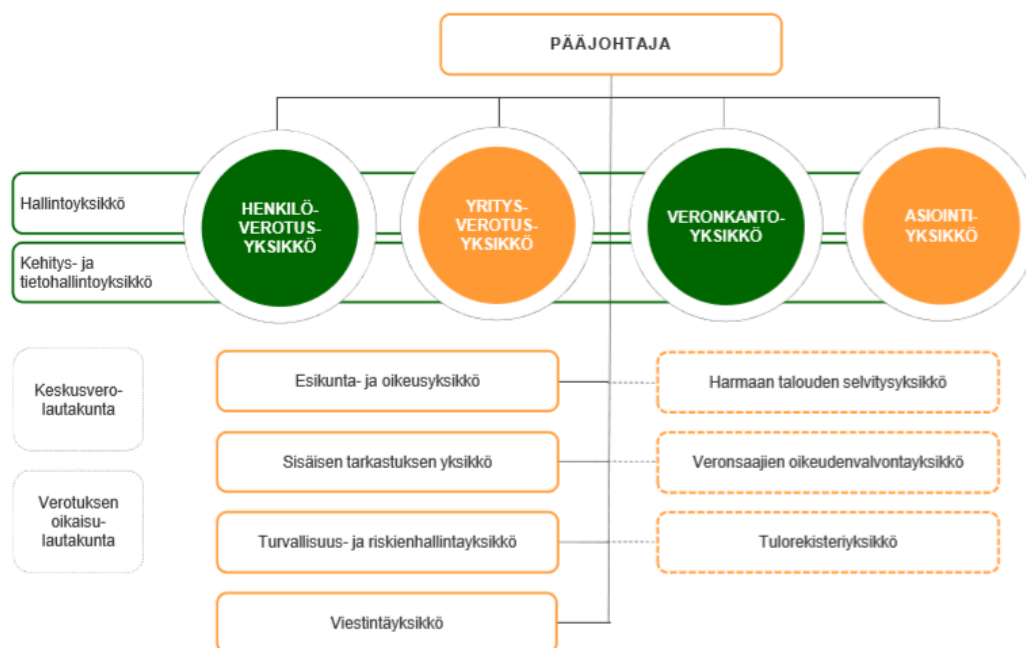 PÄÄJOHTAJA
Hallintoyksikkö
Kehitys- ja
tietohallintoyksikkö
HENKILÖ-
VEROTUS-
YKSIKKÖ
YRITYS-
VEROTUS-
YKSIKKÖ
VERONKANTO-
YKSIKKÖ
ASIOINTI-
YKSIKKÖ
Keskusvero-
lautakunta
Verotuksen
oikaisu-
lautakunta
Esikunta- ja oikeusyksikkö
Sisäisen tarkastuksen yksikkö
Turvallisuus- ja riskienhallintayksikkö
Viestintäyksikkö
Harmaan talouden selvitysyksikkö
Veronsaajien oikeudenvalvontayksikkö
Tulorekisteriyksikkö